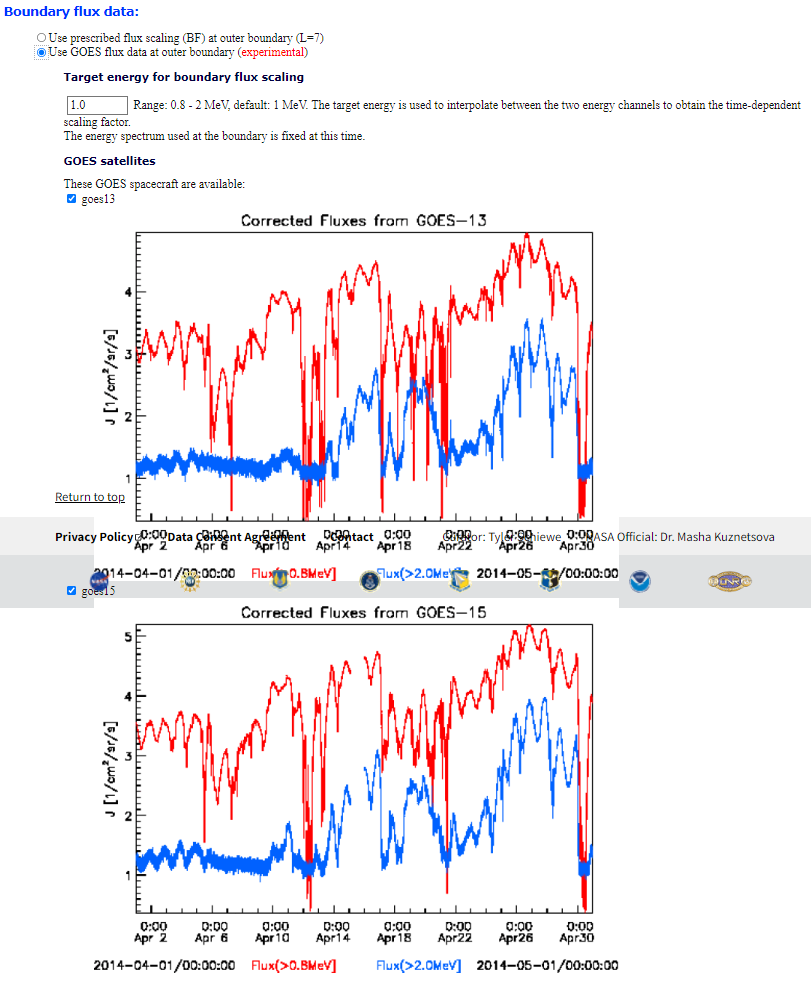 Boundary flux data:
Use prescribed flux scaling (BF) at outer boundary (L=7)
Use GOES flux data at outer boundary (experimental)
Target energy for boundary flux scaling
1.0 Range: 0.8 - 2 MeV, default: 1 MeV. The target energy is used to interpolate between the two energy channels to obtain the time-dependent
scaling factor.
The energy spectrum used at the boundary is fixed at this time.
GOES satellites
These GOES spacecraft are available:
goes13
Corrected Fluxes from GOES-13
4
3
2
1
J [1/cm²/sr/s]
Return to top
Privacy Policy Data Consent Agreement Contact NASA Official: Dr. Masha Kuznetsova
0:00 0:00 0:00 0:00 0:00 0:00 0:00 0:00
Apr 2 Apr 6 Apr10 Apr14 Apr18 Apr22 Apr26 Apr30
2014-04-01/00:00:00 Flux(>0.8MeV] Flux(>2.0MeV] 2014-05-01/00:00:00
goes15
Corrected Fluxes from GOES-15
5
4
3
2
1
J [1/cm²/sr/s]
0:00 0:00 0:00 0:00 0:00 0:00 0:00 0:00
Apr 2 Apr 6 Apr10 Apr14 Apr18 Apr22 Apr26 Apr30
2014-04-01/00:00:00 Flux(>0.8MeV] Flux(>2.0MeV] 2014-05-01/00:00:00